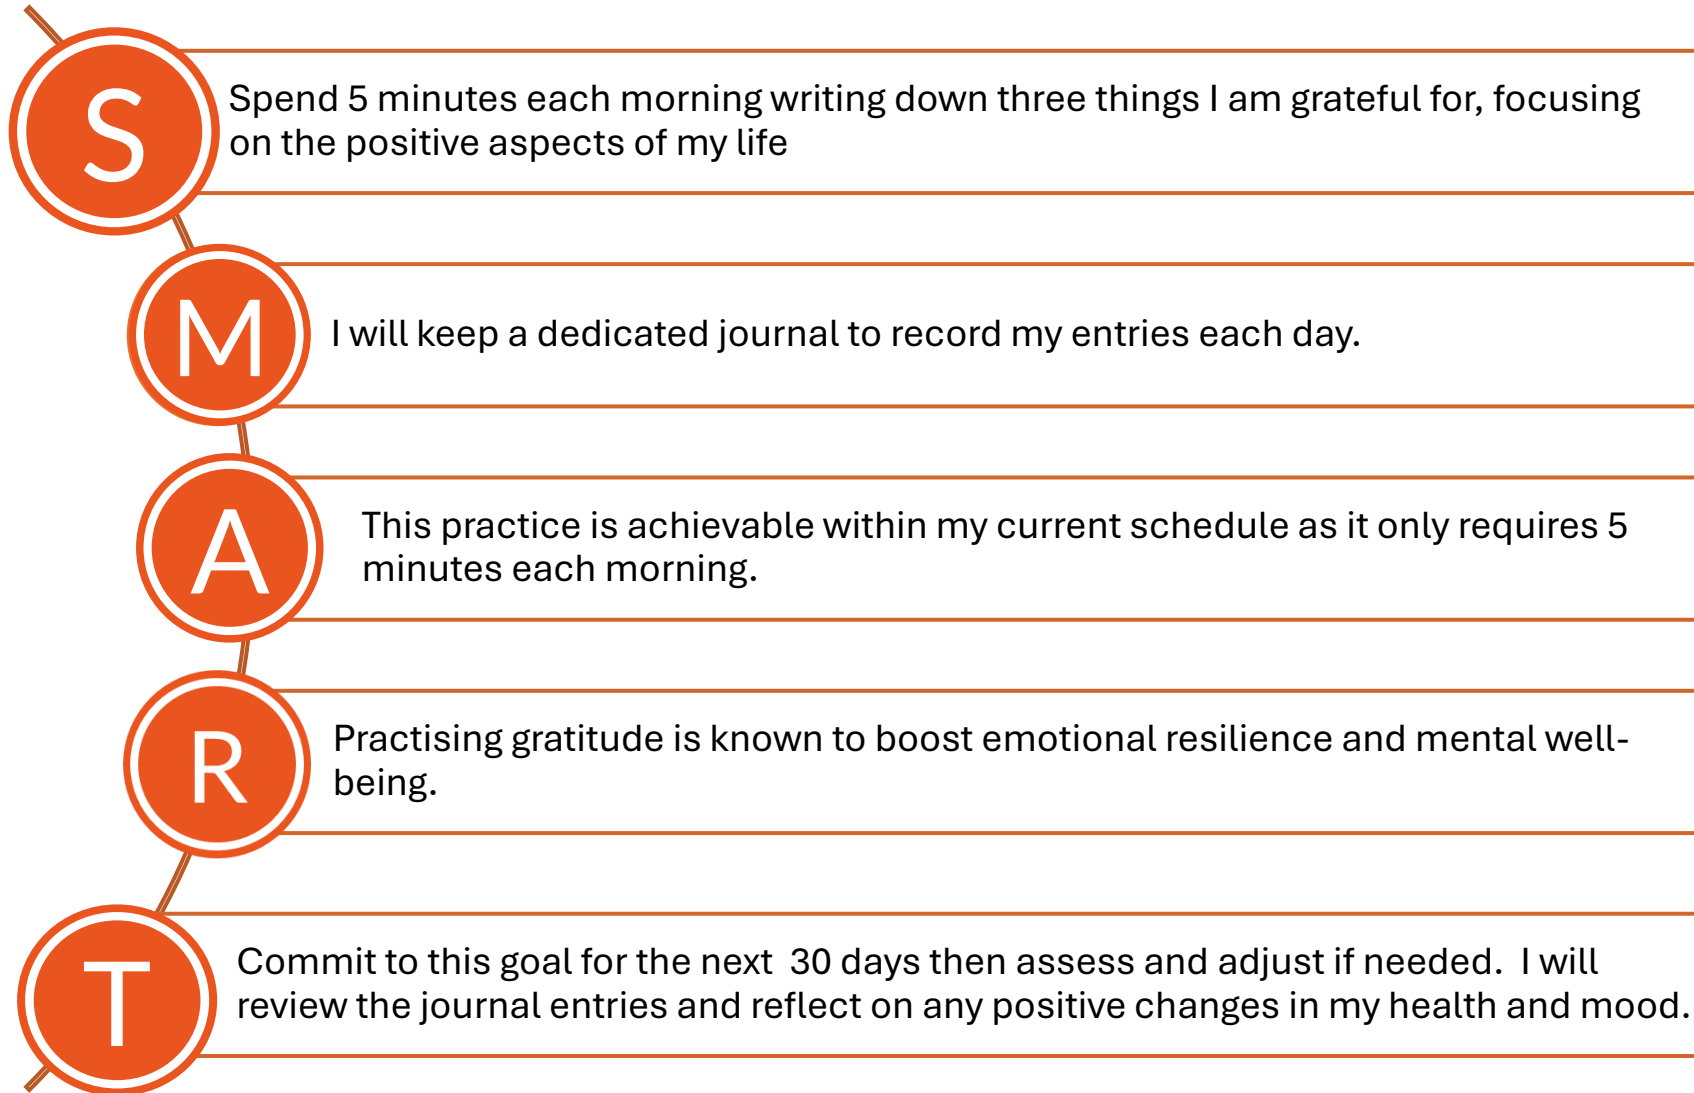 S
Spend 5 minutes each morning writing down three things I am grateful for, focusing
on the positive aspects of my life
M
I will keep a dedicated journal to record my entries each day.
A
This practice is achievable within my current schedule as it only requires 5
minutes each morning.
R
Practising gratitude is known to boost emotional resilience and mental well-
being.
T
Commit to this goal for the next  30 days then assess and adjust if needed.  I will
review the journal entries and reflect on any positive changes in my health and mood.